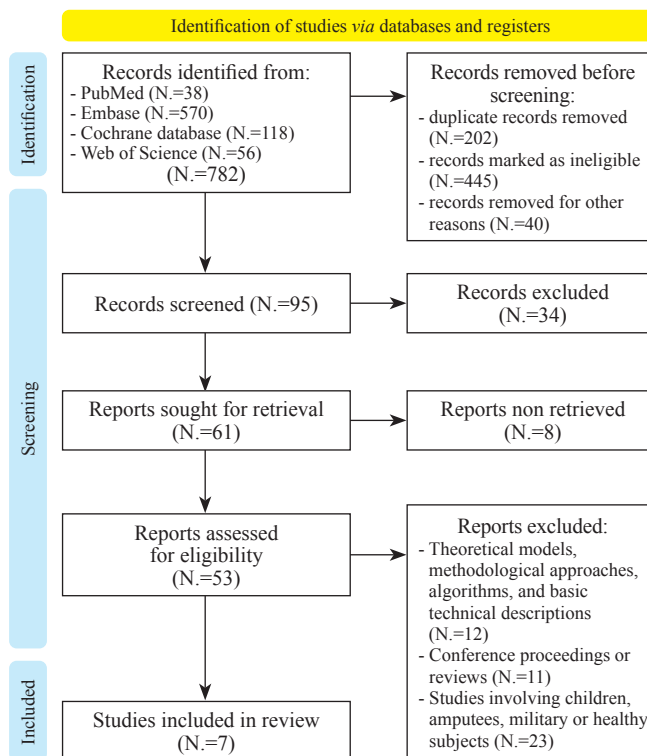 Identification of studies via databases and registers
Identification
Records identified from:
- PubMed (N.=38)
- Embase (N.=570)
- Cochrane database (N.=118)
- Web of Science (N.=56)
(N.=782)
Records removed before
screening:
- duplicate records removed
(N.=202)
- records marked as ineligible
(N.=445)
- records removed for other
reasons (N.=40)
Screening
Records screened (N.=95)
Records excluded
(N.=34)
Reports sought for retrieval
(N.=61)
Reports non retrieved
(N.=8)
Reports assessed
for eligibility
(N.=53)
Reports excluded:
- Theoretical models,
methodological approaches,
algorithms, and basic
technical descriptions
(N.=12)
- Conference proceedings or
reviews (N.=11)
- Studies involving children,
amputees, military or healthy
subjects (N.=23)
Included
Studies included in review
(N.=7)